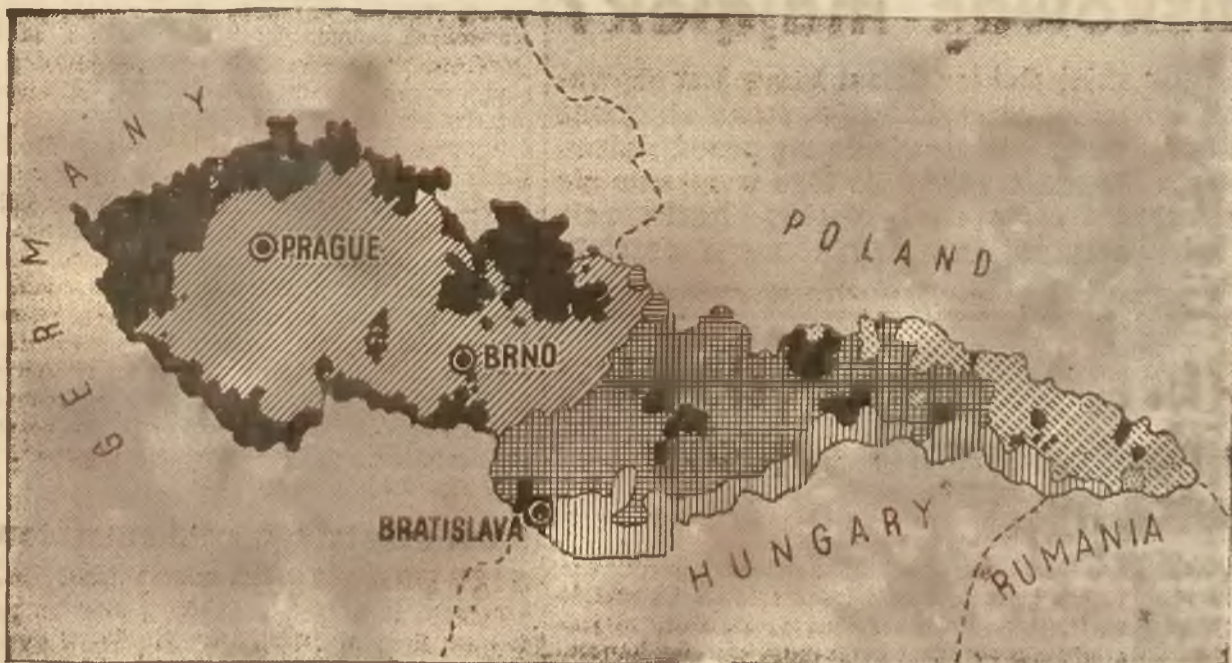 GERMANY
POLAND
PRAGUE
BRNO
BRATISLAVA
HUNGARY
RUMANIA